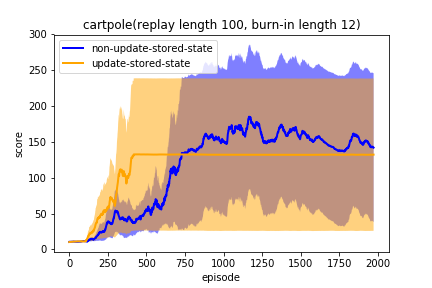 cartpole(replay length 100, burn-in length 12)
non-update-stored-state
update-stored-state
score
300
250
200
150
100
50
0
0 250 500 750 1000 1250 1500 1750 2000
episode